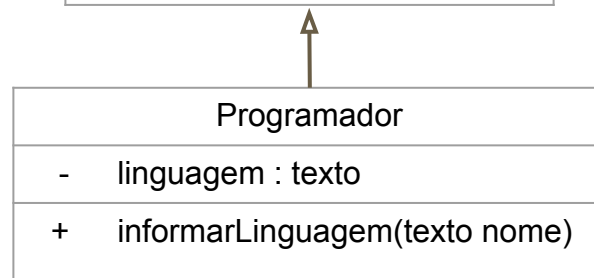 Programador
- linguagem : texto
+ informarLinguagem(texto nome)